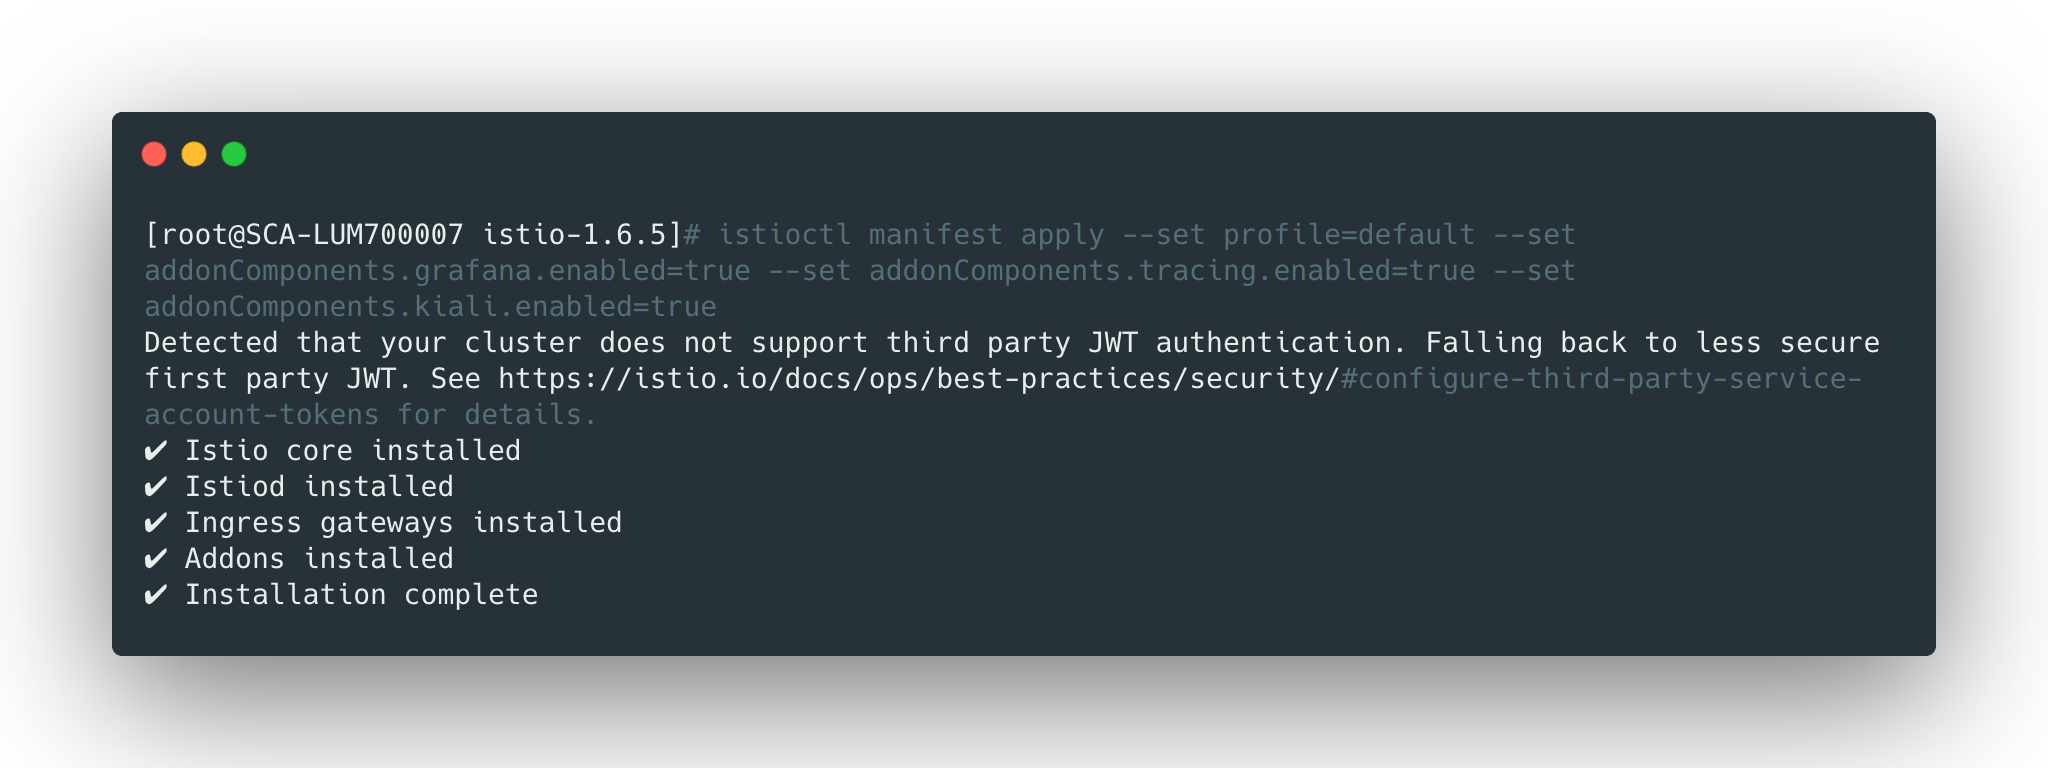 [root@SCA-LUM700007 istio-1.6.5]# istioctl manifest apply --set profile=default --set
addonComponents.grafana.enabled=true --set addonComponents.tracing.enabled=true --set
addonComponents.kiali.enabled=true
Detected that your cluster does not support third party JWT authentication. Falling back to less secure
first party JWT. See https://istio.io/docs/ops/best-practices/security/#configure-third-party-service-
account-tokens for details.
✔ Istio core installed
✔ Istiod installed
✔ Ingress gateways installed
✔ Addons installed
✔ Installation complete